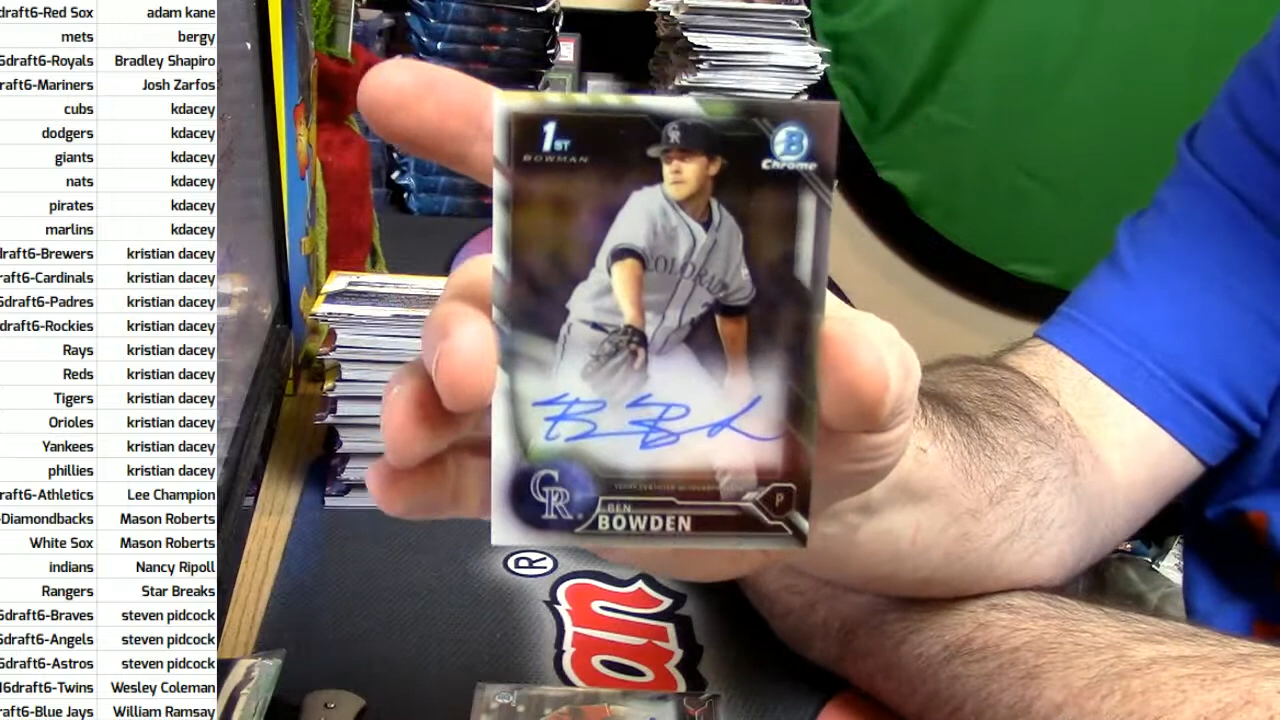 draft6-Red Sox adam kane
mets bergy
6draft6-Royals Bradley Shapiro
raft6-Mariners Josh Zarfos
cubs kdacey
dodgers kdacey
giants kdacey
nats kdacey
pirates kdacey
marlins kdacey
draft6-Brewers kristian dacey
raft6-Cardinals kristian dacey
6draft6-Padres kristian dacey
draft6-Rockies kristian dacey
Rays kristian dacey
Reds kristian dacey
Tigers kristian dacey
Orioles kristian dacey
Yankees kristian dacey
phillies kristian dacey
raft6-Athletics Lee Champion
-Diamondbacks Mason Roberts
White Sox Mason Roberts
indians Nancy Ripoll
Rangers Star Breaks
6draft6-Braves steven pidcock
6draft6-Angels steven pidcock
6draft6-Astros steven pidcock
16draft6-Twins Wesley Coleman
raft6-Blue Jays William Ramsay
1ST
BOWMAN
B
Chrome
CR
COLORAD
CR
BEN
BOWDEN
P
®
an